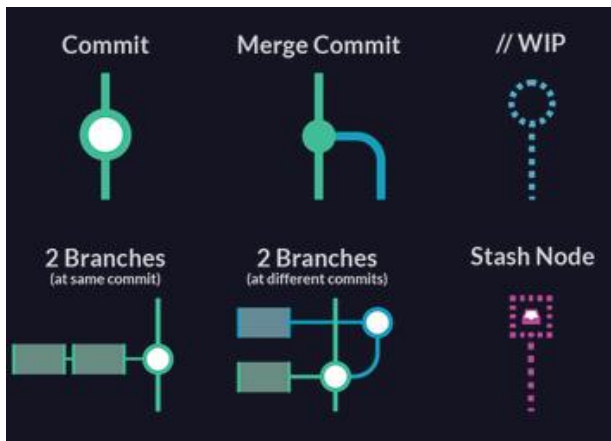 Commit
Merge Commit
// WIP
2 Branches
(at same commit)
2 Branches
(at different commits)
Stash Node